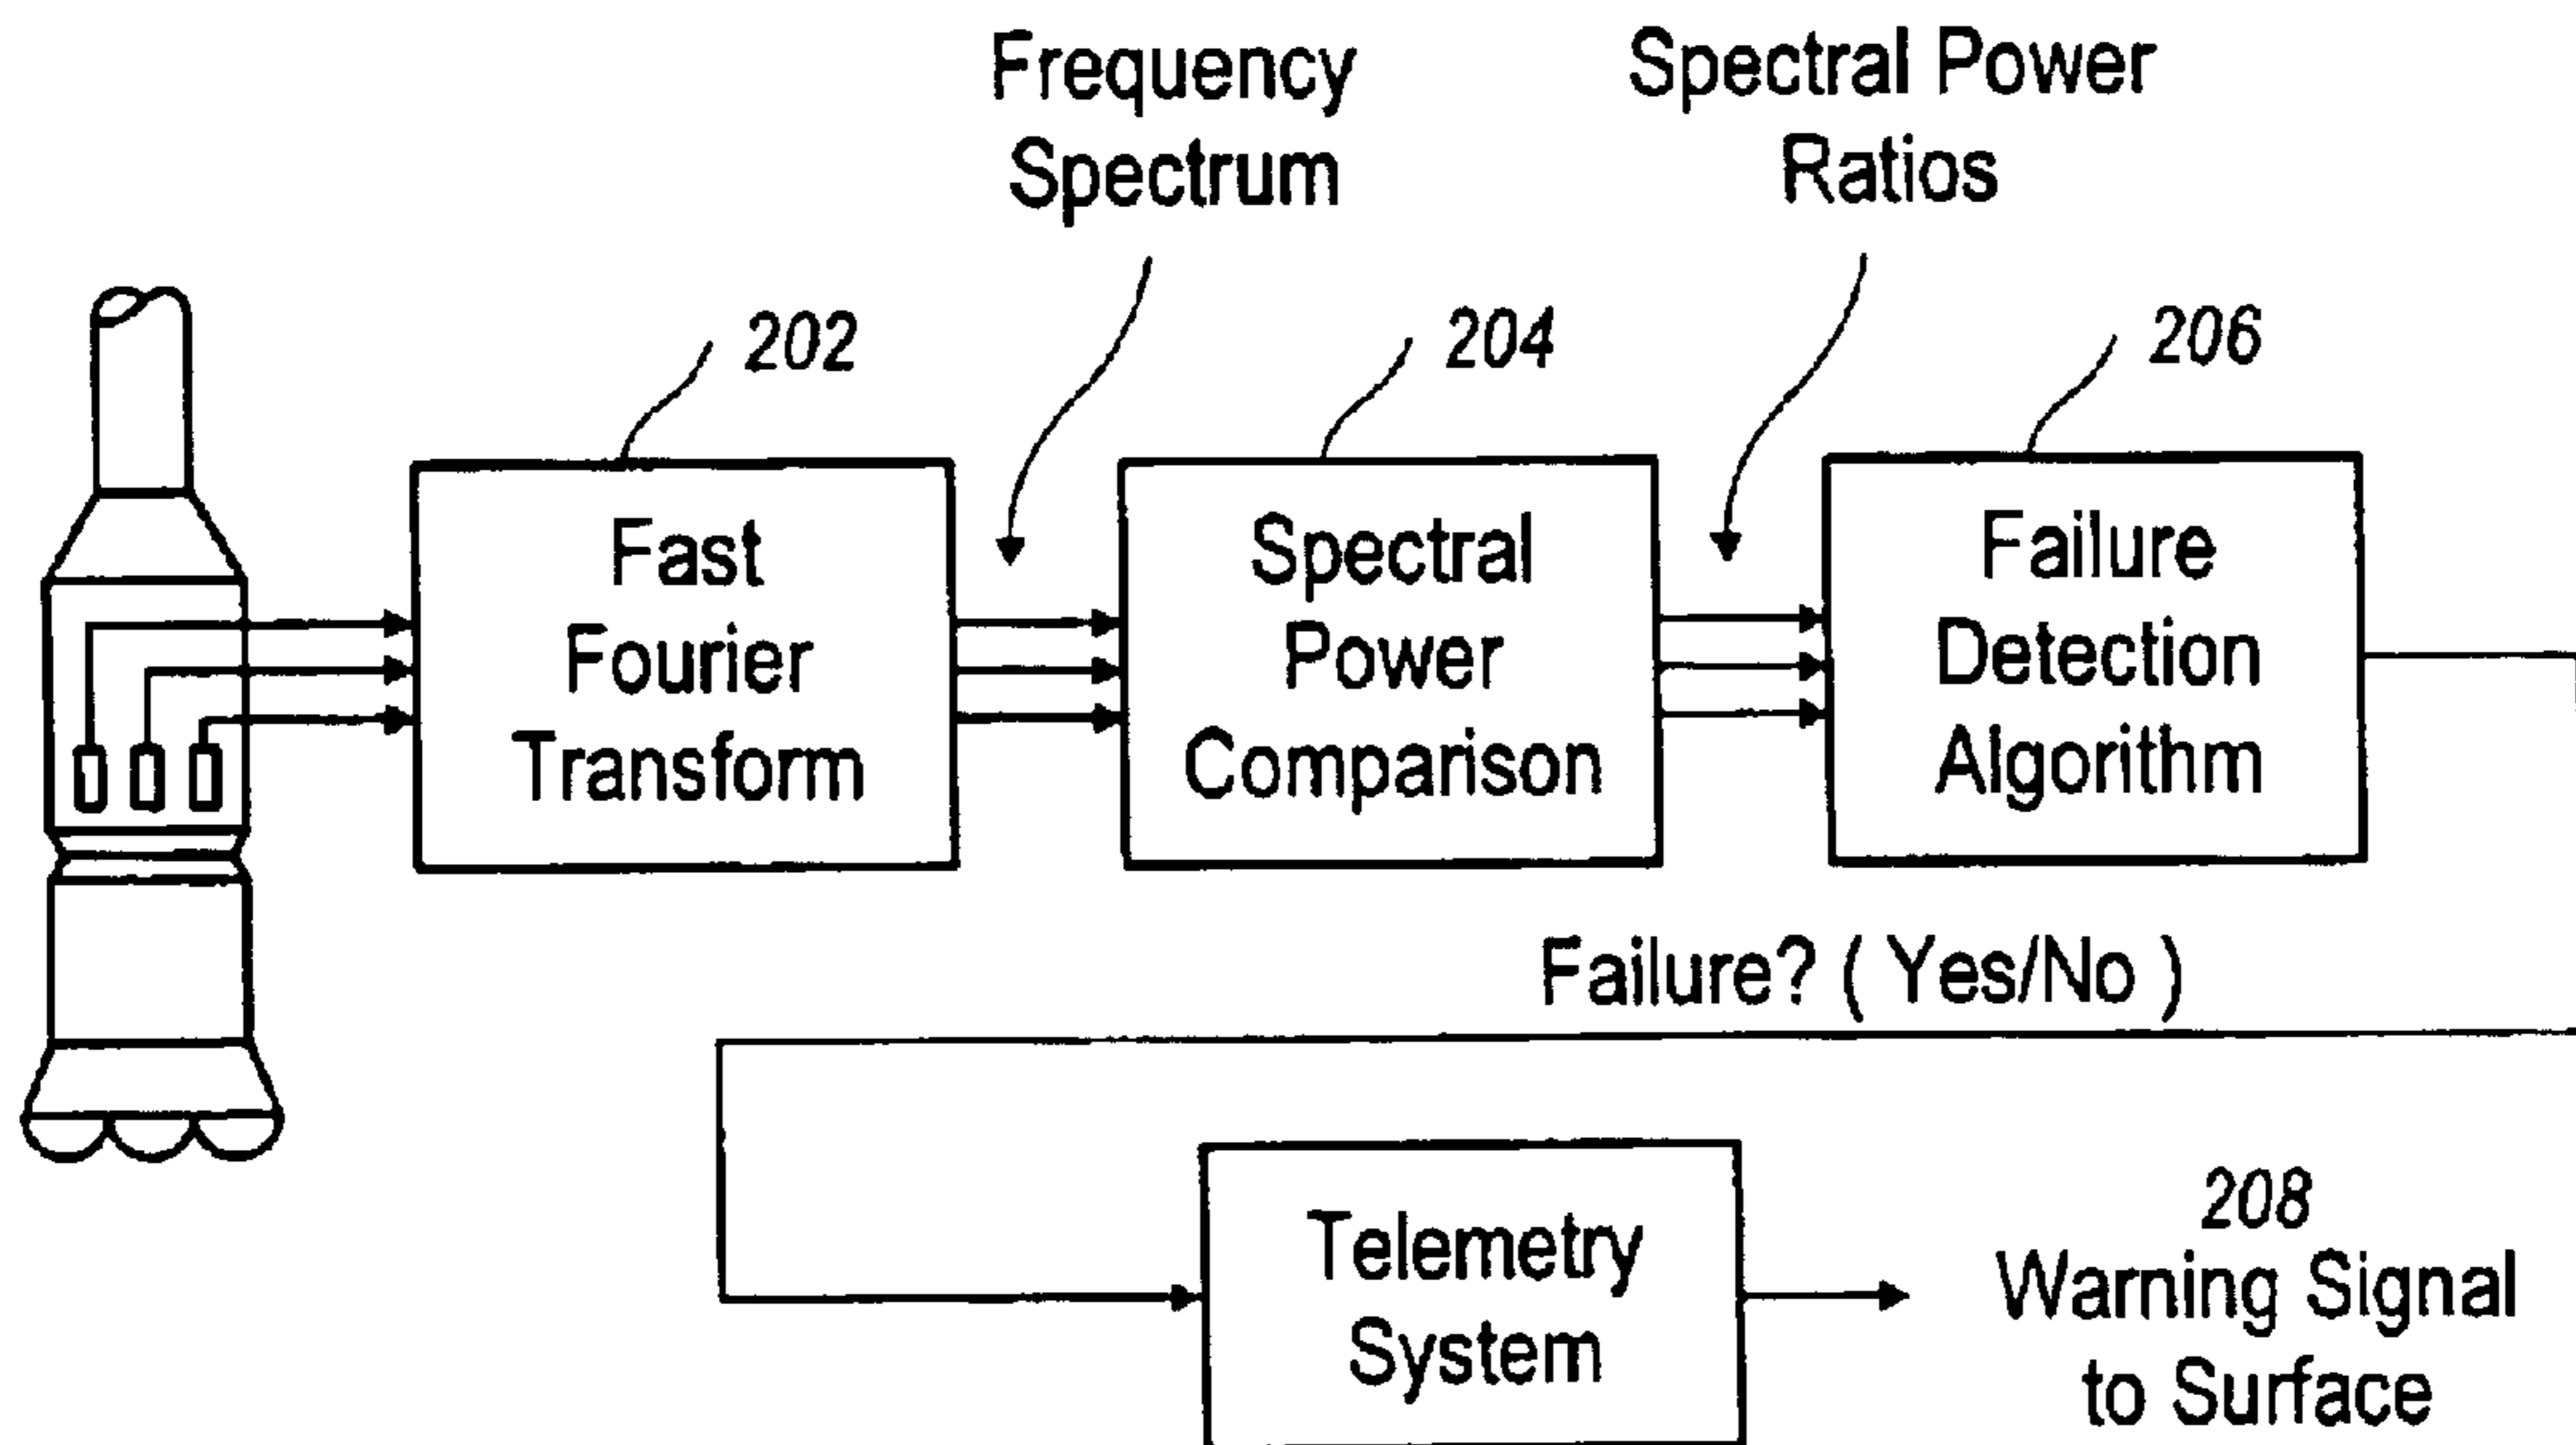 Frequency
Spectrum
Spectral Power
Ratios
202
204
206
Fast
Fourier
Transform
Spectral
Power
Comparison
Failure
Detection
Algorithm
Failure? ( Yes/No )
Telemetry
System
208
Warning Signal
to Surface